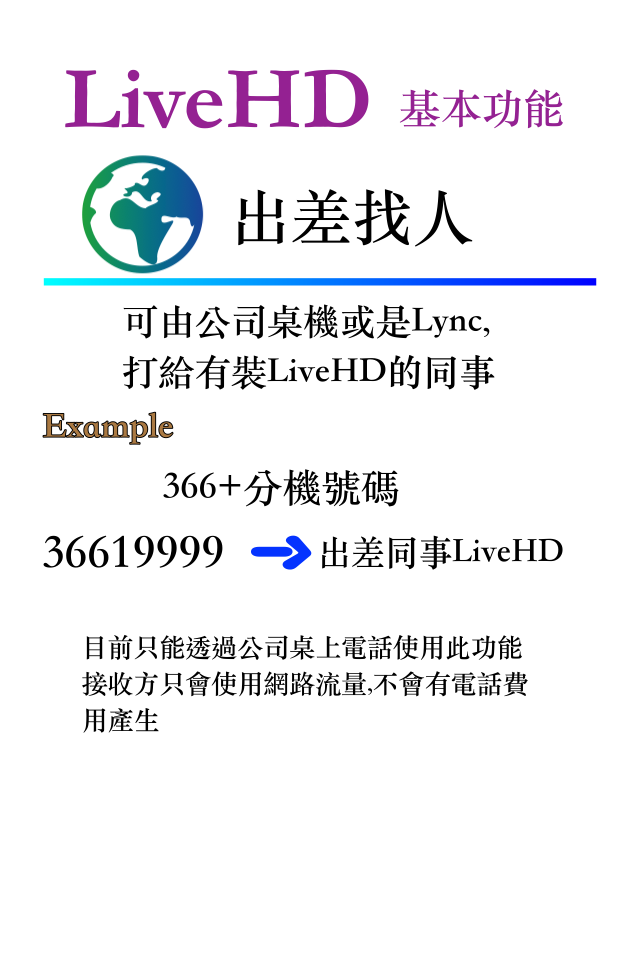 LiveHD 基本功能
出差找人
可由公司桌機或是Lync,
打給有裝LiveHD的同事
Example
366+分機號碼
36619999 出差同事LiveHD
目前只能透過公司桌上電話使用此功能
接收方只會使用網路流量,不會有電話費
用產生